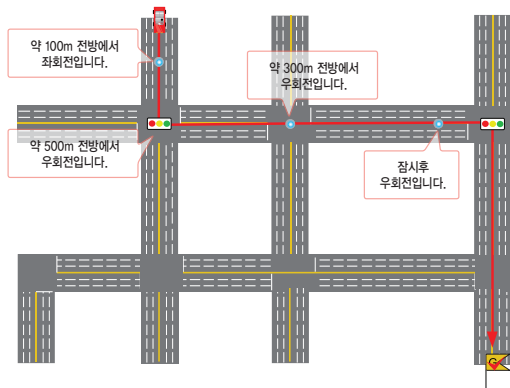 약 100m 전방에서
좌회전입니다.
약 300m 전방에서
우회전입니다.
약 500m 전방에서
우회전입니다.
잠시후
우회전입니다.
G